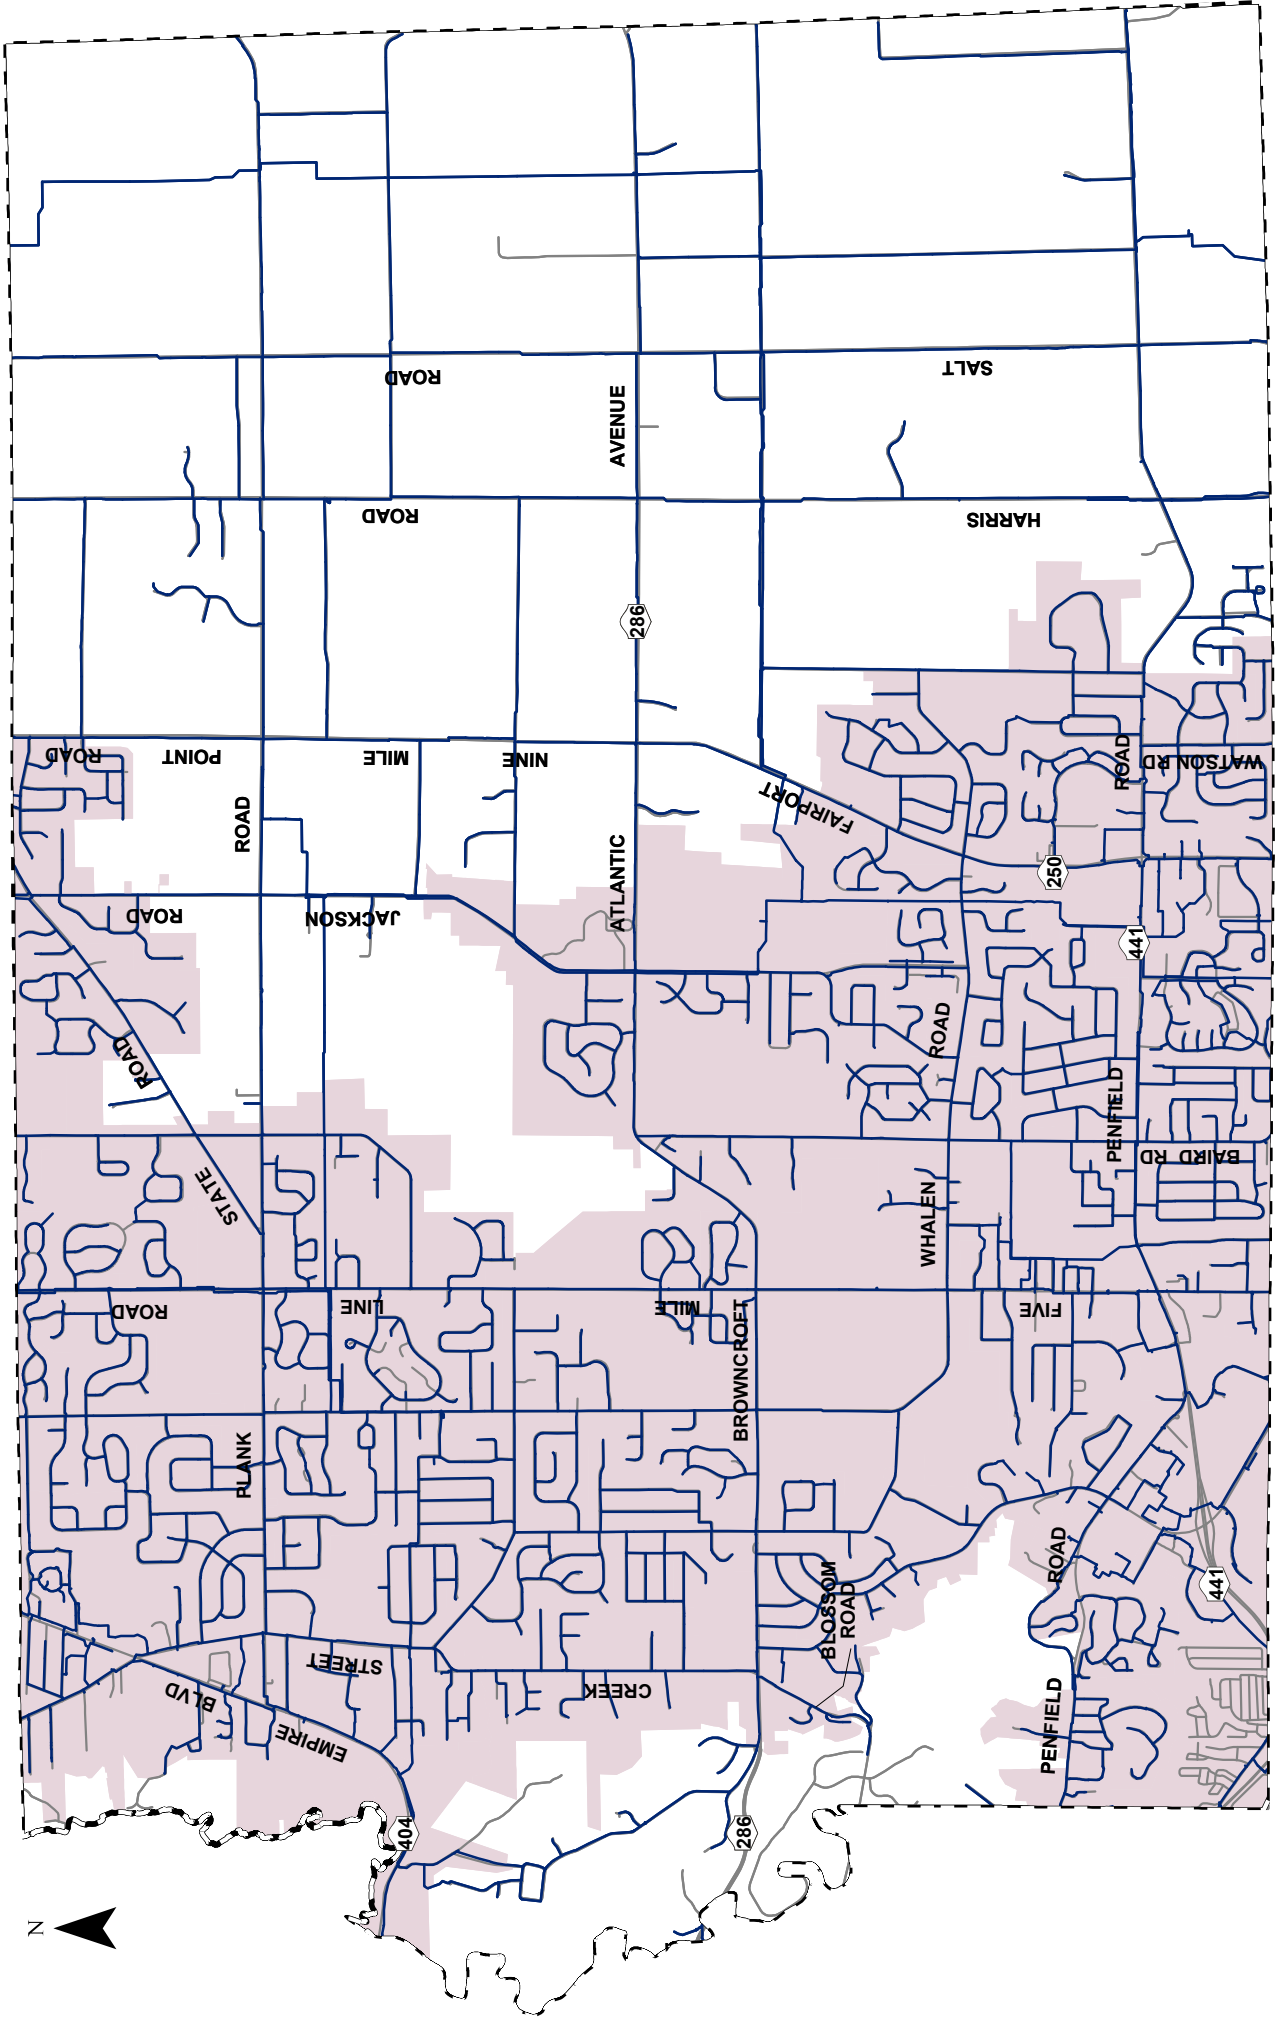 ROAD
SALT
AVENUE
ROAD
HARRIS
286
ROAD
POINT
MILE
NINE
ROAD
WATSON RD
ROAD
FAIRPORT
ATLANTIC
250
ROAD
JACKSON
441
ROAD
ROAD
PENFIELD
BAIRD RD
STATE
WHALEN
ROAD
LINE
MILE
FIVE
BROWNCROFT
PLANK
ROAD
BLOSSOM
ROAD
441
STREET
CREEK
BLVD
EMPIRE
PENFIELD
404
286
N